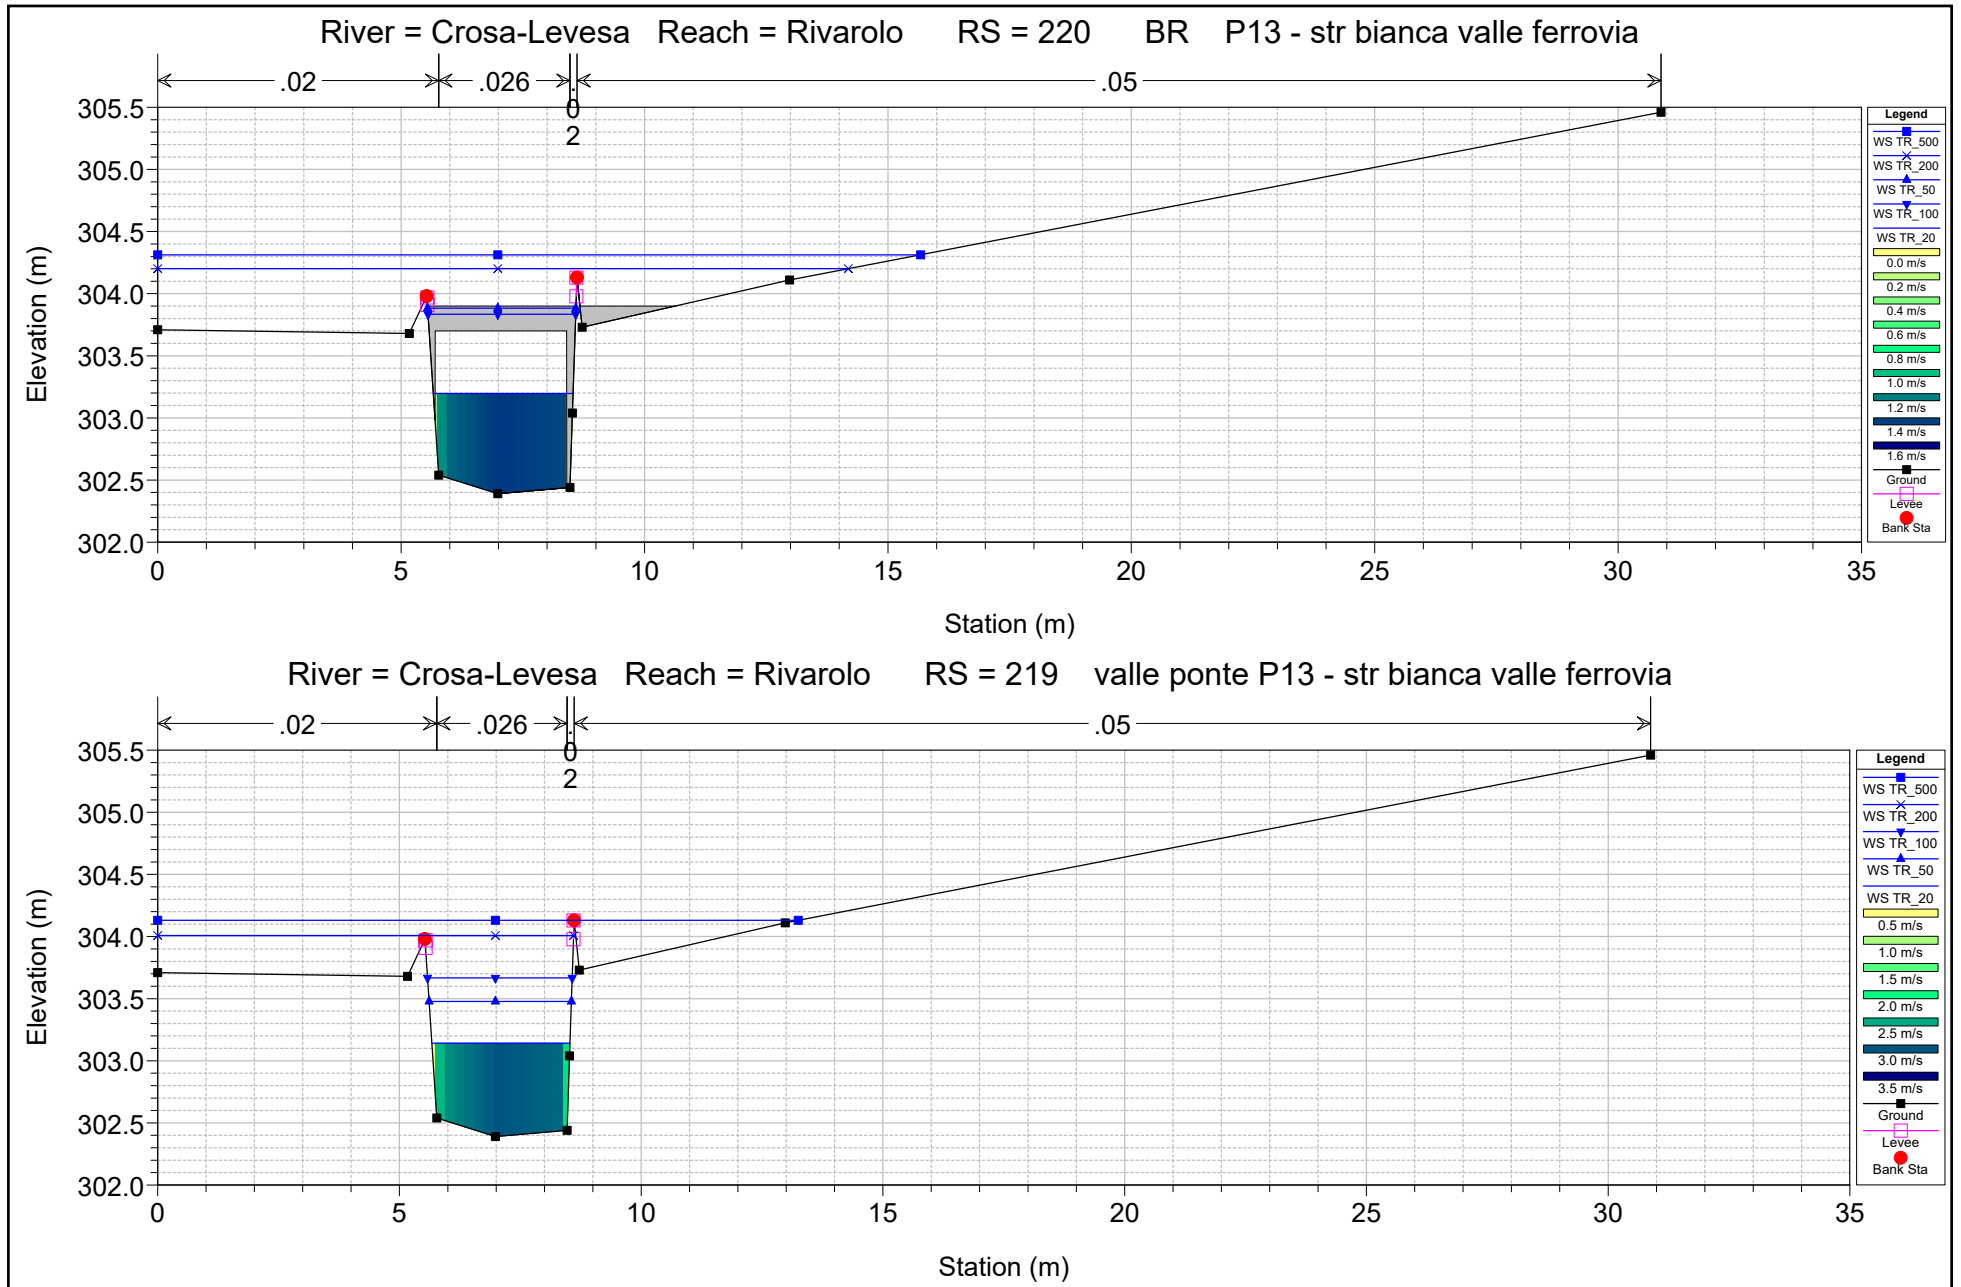 River = Crosa-Levesa Reach = Rivarolo RS = 220 BR P13 - str bianca valle ferrovia
.02 .026 .02 .05
305.5
305.0
304.5
304.0
303.5
303.0
302.5
302.0
Elevation (m)
0 5 10 15 20 25 30 35
Station (m)
Legend
WS TR_500
WS TR_200
WS TR_50
WS TR_100
WS TR_20
0.0 m/s
0.2 m/s
0.4 m/s
0.6 m/s
0.8 m/s
1.0 m/s
1.2 m/s
1.4 m/s
1.6 m/s
Ground
Levee
Bank Sta
River = Crosa-Levesa Reach = Rivarolo RS = 219 valle ponte P13 - str bianca valle ferrovia
.02 .026 .02 .05
305.5
305.0
304.5
304.0
303.5
303.0
302.5
302.0
Elevation (m)
0 5 10 15 20 25 30 35
Station (m)
Legend
WS TR_500
WS TR_200
WS TR_100
WS TR_50
WS TR_20
0.5 m/s
1.0 m/s
1.5 m/s
2.0 m/s
2.5 m/s
3.0 m/s
3.5 m/s
Ground
Levee
Bank Sta